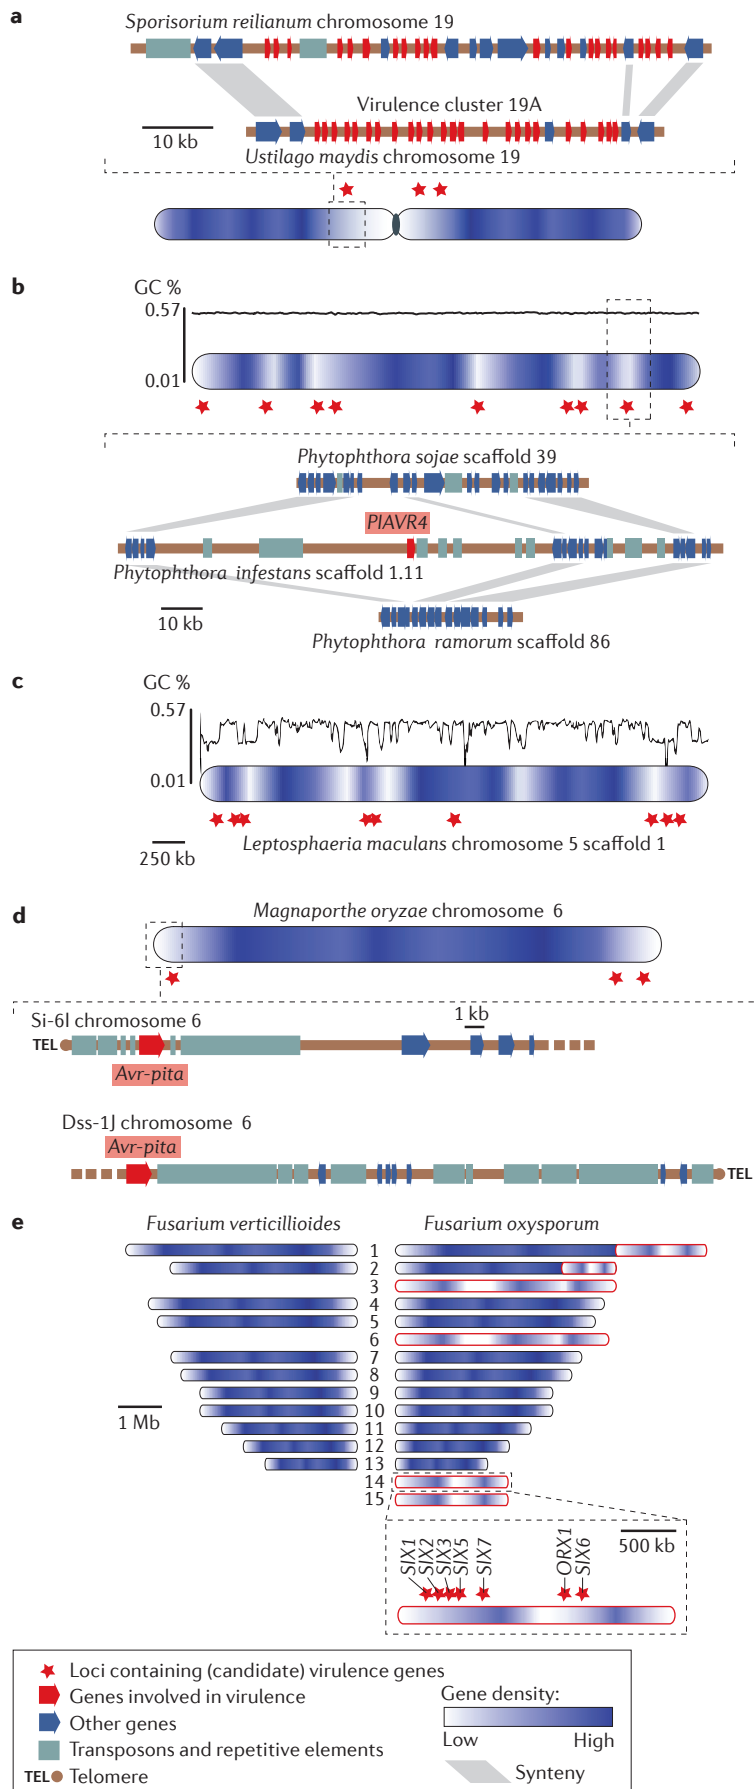 a
Sporisorium reilianum chromosome 19
Virulence cluster 19A
10 kb
Ustilago maydis chromosome 19
b
GC %
0.57
0.01
Phytophthora sojae scaffold 39
PIAVR4
Phytophthora infestans scaffold 1.11
10 kb
Phytophthora ramorum scaffold 86
c
GC %
0.57
0.01
250 kb
Leptosphaeria maculans chromosome 5 scaffold 1
d
Magnaporthe oryzae chromosome 6
Si-6I chromosome 6
1 kb
TEL
Avr-pita
Dss-1J chromosome 6
Avr-pita
TEL
e
Fusarium verticillioides
Fusarium oxysporum
1
2
3
4
5
6
7
8
9
10
11
12
13
14
15
1 Mb
500 kb
SIX1
SIX2
SIX3
SIX5
SIX7
ORX1
SIX6
Loci containing (candidate) virulence genes
Genes involved in virulence
Other genes
Transposons and repetitive elements
TEL Telomere
Gene density:
Low
High
Synteny